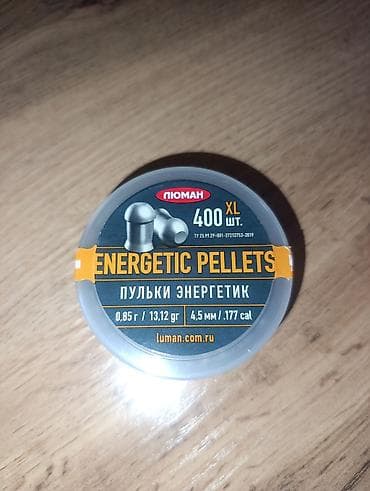 ЛЮМАН
400 XL
ШТ.
ENERGETIC PELLETS
ПУЛЬКИ ЭНЕРГЕТИК
0,85 г / 13,12 gr
4,5 мм / .177 cal
luman.com.ru